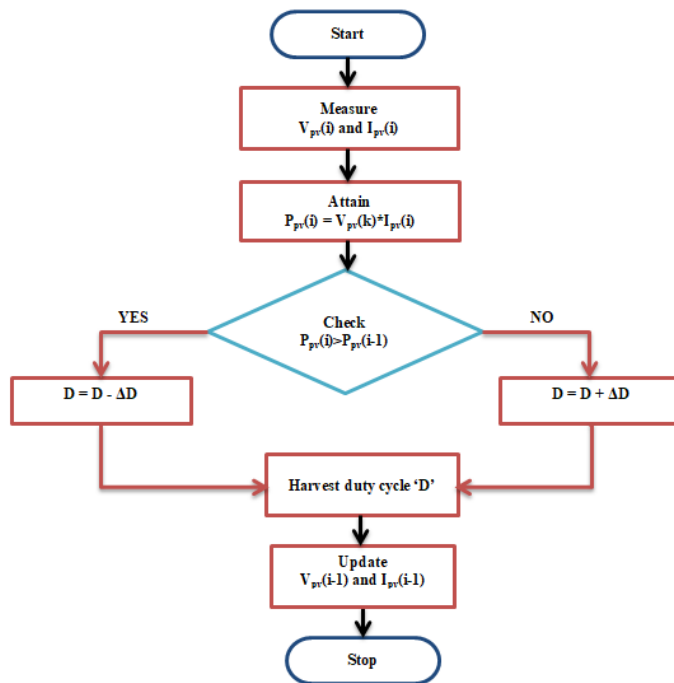 Start
Measure
Vpv(i) and Ipv(i)
Attain
Ppv(i) = Vpv(k)*Ipv(i)
YES
NO
Check
Ppv(i)>Ppv(i-1)
D = D - ΔD
D = D + ΔD
Harvest duty cycle ‘D’
Update
Vpv(i-1) and Ipv(i-1)
Stop